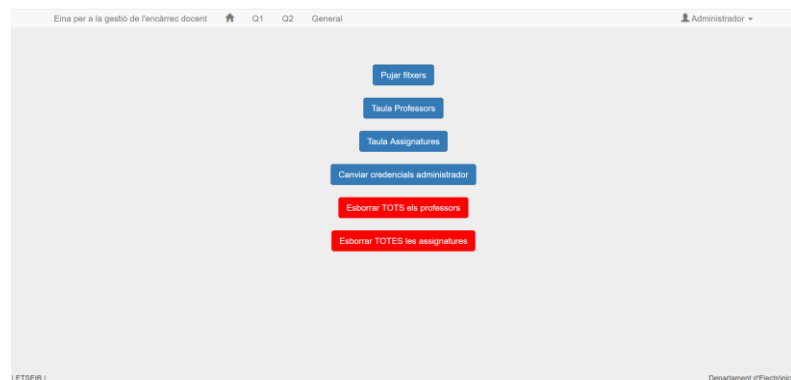 Eina per a la gestió de l'encàrrec docent Q1 Q2 General Administrador
Pujar fitxers
Taula Professors
Taula Assignatures
Canviar credencials administrador
Esborrar TOTS els professors
Esborrar TOTES les assignatures
| ETSEIB | Departament d'Electrònic